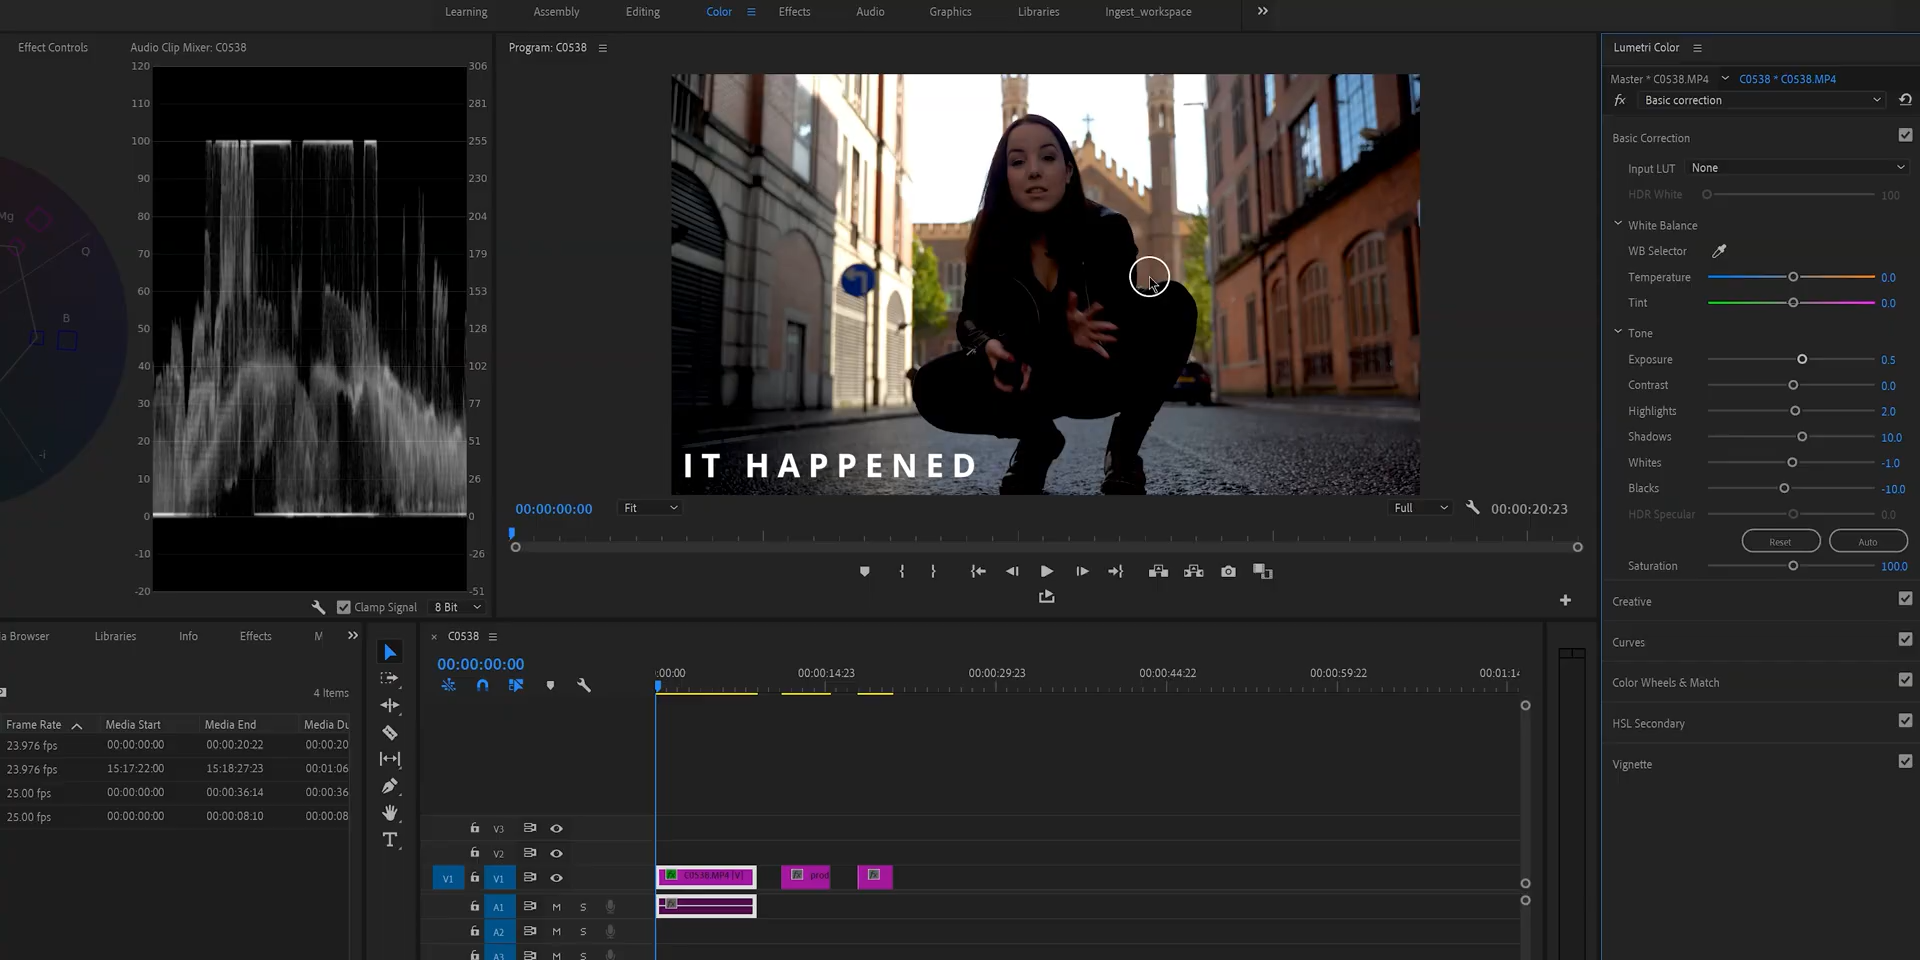 Learning Assembly Editing Color Effects Audio Graphics Libraries Ingest_workspace
Effect Controls Audio Clip Mixer: C0538
120 306
110 281
100 255
90 230
80 204
70 179
60 153
50 128
40 102
30 77
20 51
10 26
0 0
-10 -26
-20 -51
Mg
Q
B
-i
Clamp Signal 8 Bit
Program: C0538
IT HAPPENED
00:00:00:00 Fit Full 00:00:20:23
Lumetri Color
Master * C0538.MP4 C0538 * C0538.MP4
fx Basic correction
Basic Correction
Input LUT None
HDR White 100
White Balance
WB Selector
Temperature 0.0
Tint 0.0
Tone
Exposure 0.5
Contrast 0.0
Highlights 2.0
Shadows 10.0
Whites -1.0
Blacks -10.0
HDR Specular 0.0
Reset Auto
Saturation 100.0
Creative
Curves
Color Wheels & Match
HSL Secondary
Vignette
a Browser Libraries Info Effects M
4 Items
Frame Rate Media Start Media End Media Du
23.976 fps 00:00:00:00 00:00:20:22 00:00:20
23.976 fps 15:17:22:00 15:18:27:23 00:01:06
25.00 fps 00:00:00:00 00:00:36:14 00:00:36
25.00 fps 00:00:00:00 00:00:08:10 00:00:08
T
× C0538
00:00:00:00
:00:00 00:00:14:23 00:00:29:23 00:00:44:22 00:00:59:22 00:01:14
V3
V2
V1 V1 fx C0538.MP4 [V] fx prod fx
A1 M S fx
A2 M S
A3 M S